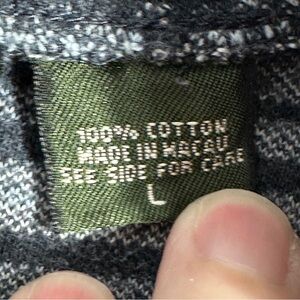 100% COTTON
MADE IN MACAU
SEE SIDE FOR CARE
L